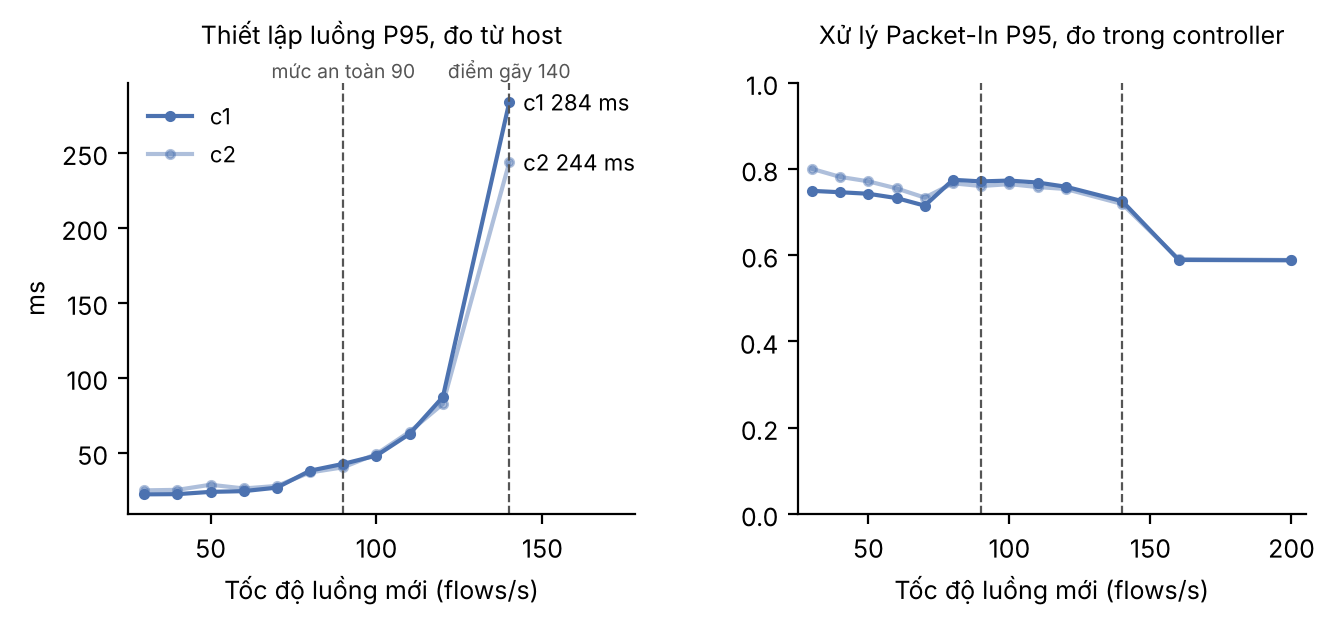 Thiết lập luồng P95, đo từ host
mức an toàn 90
điểm gãy 140
c1
c2
c1 284 ms
c2 244 ms
250
200
150
100
50
ms
50
100
150
Tốc độ luồng mới (flows/s)
Xử lý Packet-In P95, đo trong controller
1.0
0.8
0.6
0.4
0.2
0.0
50
100
150
200
Tốc độ luồng mới (flows/s)